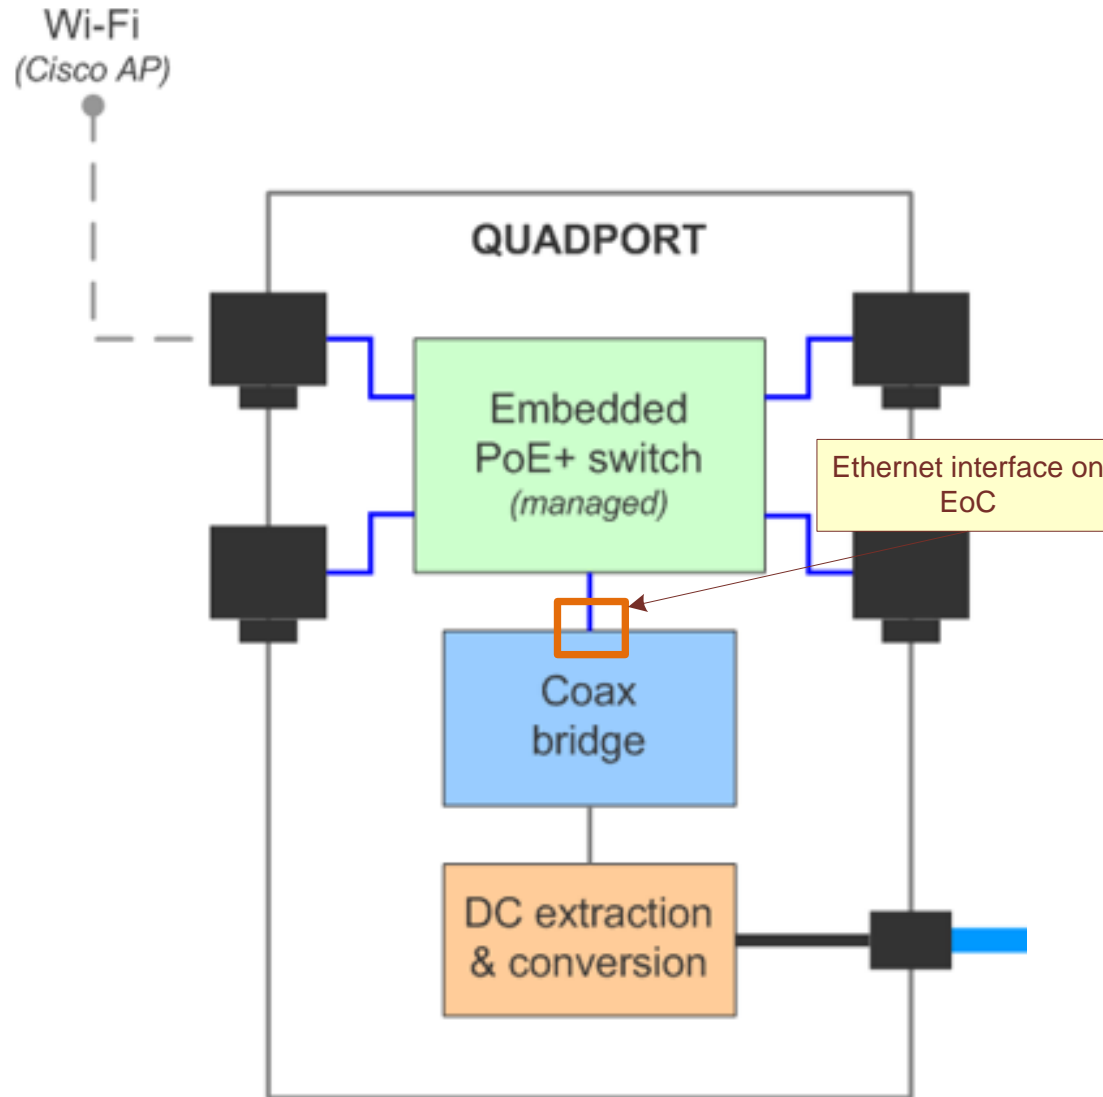 Wi-Fi
(Cisco AP)
QUADPORT
Embedded
PoE+ switch
(managed)
Ethernet interface on
EoC
Coax
bridge
DC extraction
& conversion